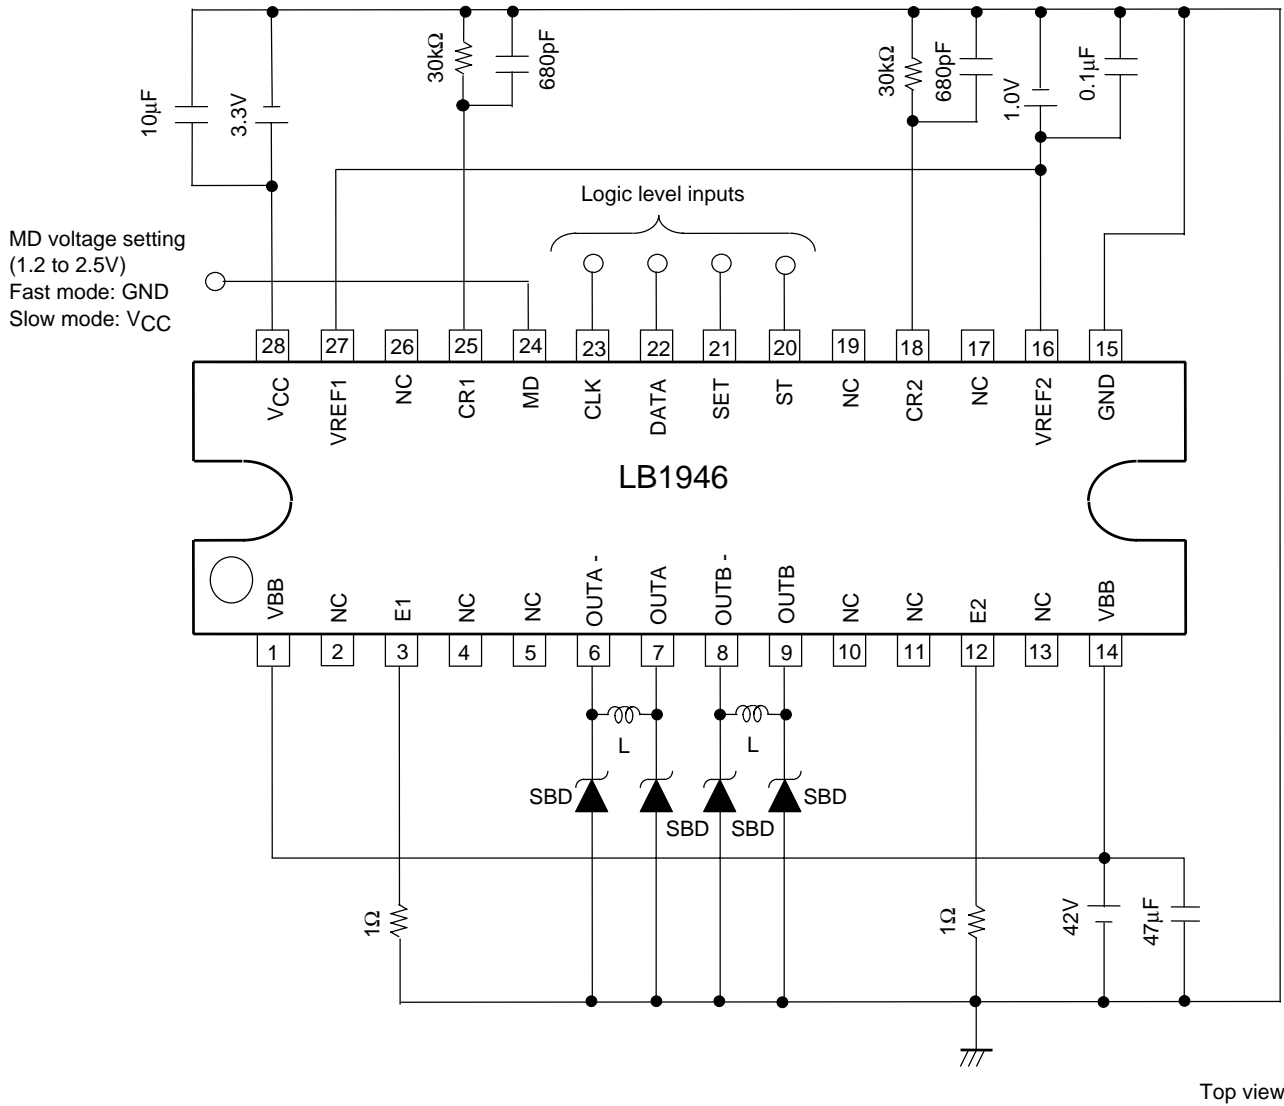 10μF
3.3V
30kΩ
680pF
30kΩ
680pF
1.0V
0.1μF
Logic level inputs
MD voltage setting
(1.2 to 2.5V)
Fast mode: GND
Slow mode: VCC
28 27 26 25 24 23 22 21 20 19 18 17 16 15
VCC VREF1 NC CR1 MD CLK DATA SET ST NC CR2 NC VREF2 GND
LB1946
VBB NC E1 NC NC OUTA - OUTA OUTB - OUTB NC NC E2 NC VBB
1 2 3 4 5 6 7 8 9 10 11 12 13 14
L
L
SBD
SBD
SBD
SBD
1Ω
1Ω
42V
47μF
Top view